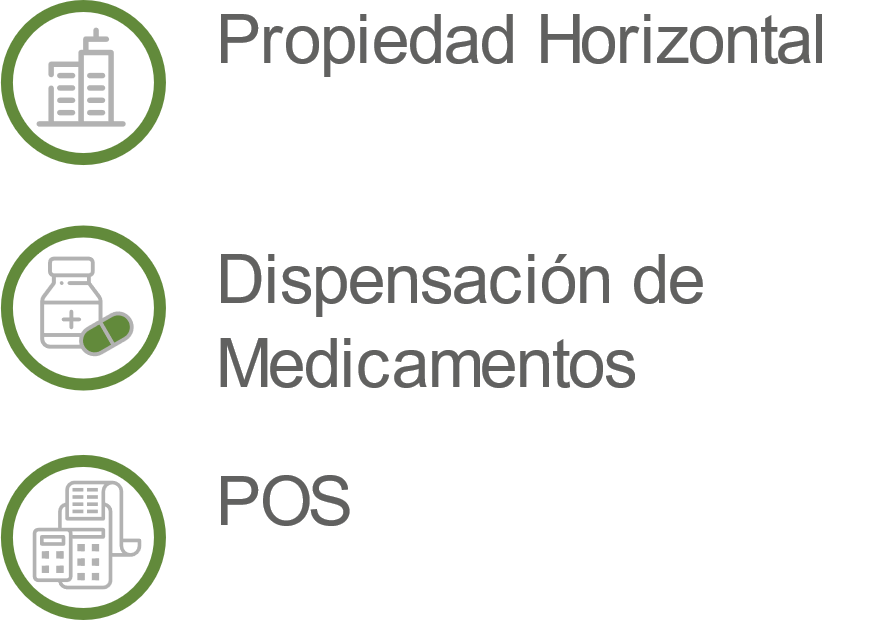 Propiedad Horizontal
Dispensación de
Medicamentos
POS